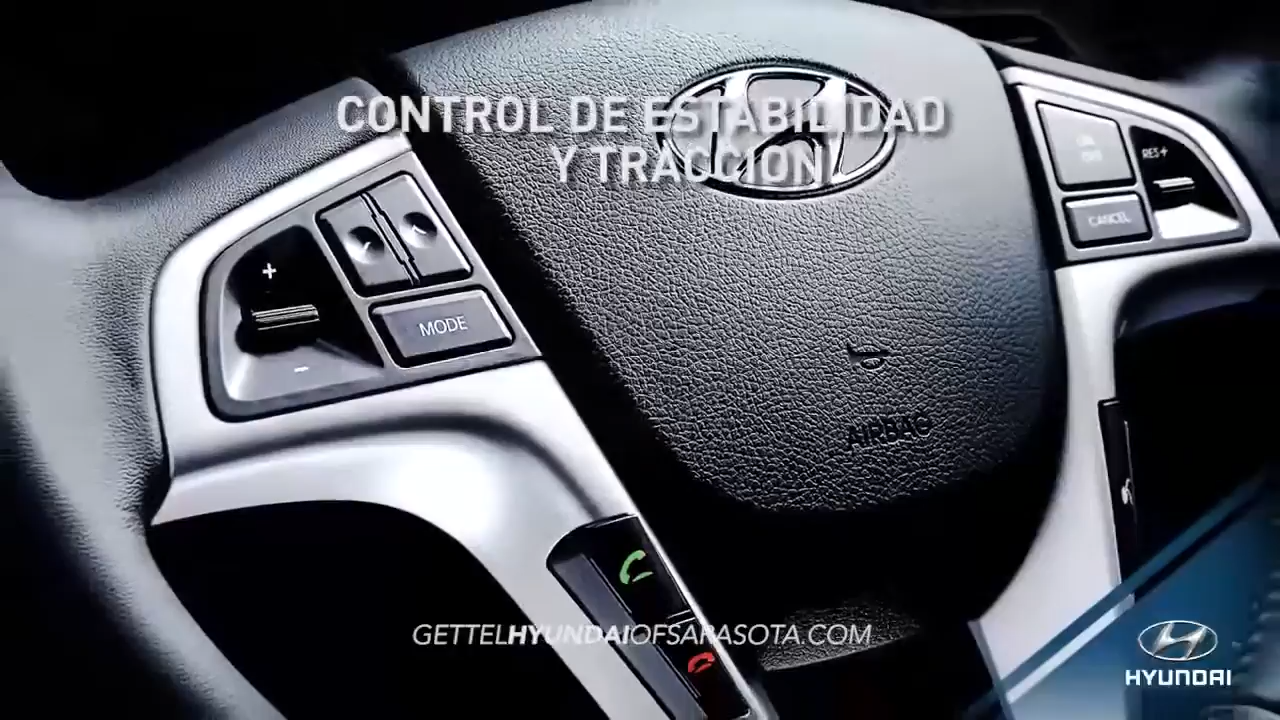 CONTROL DE ESTABILIDAD
Y TRACCION
RES+
CANCEL
+
MODE
-
AIRBAG
GETTELHYUNDAIOFSARASOTA.COM
HYUNDAI